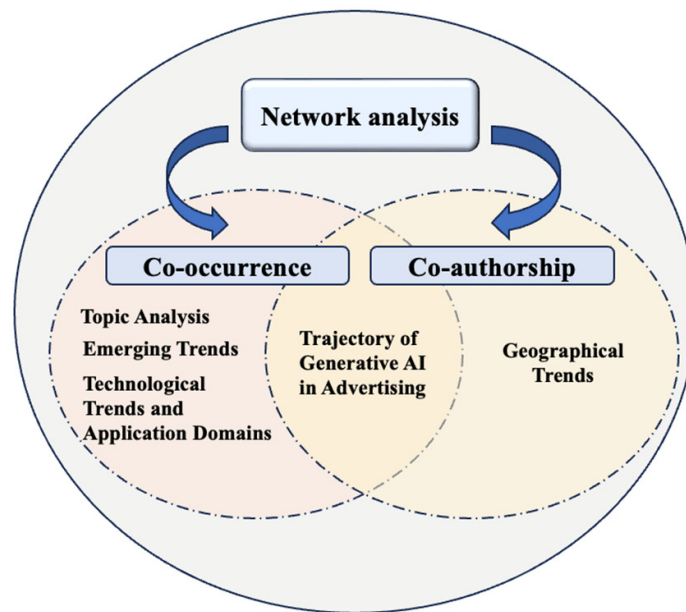 Network analysis
Co-occurrence
Co-authorship
Topic Analysis
Emerging Trends
Technological
Trends and
Application Domains
Trajectory of
Generative AI
in Advertising
Geographical
Trends